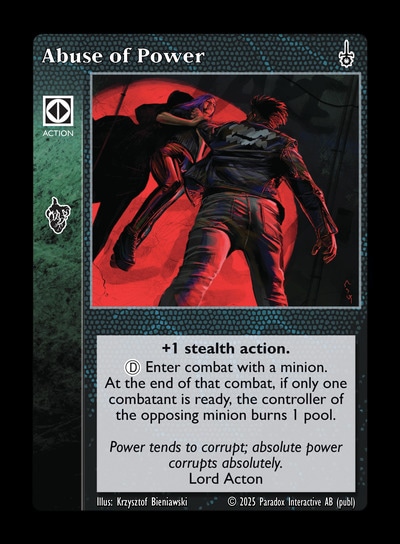 Abuse of Power
ACTION
+1 stealth action.
D Enter combat with a minion.
At the end of that combat, if only one
combatant is ready, the controller of
the opposing minion burns 1 pool.
Power tends to corrupt; absolute power
corrupts absolutely.
Lord Acton
Illus: Krzysztof Bieniawski © 2025 Paradox Interactive AB (publ)